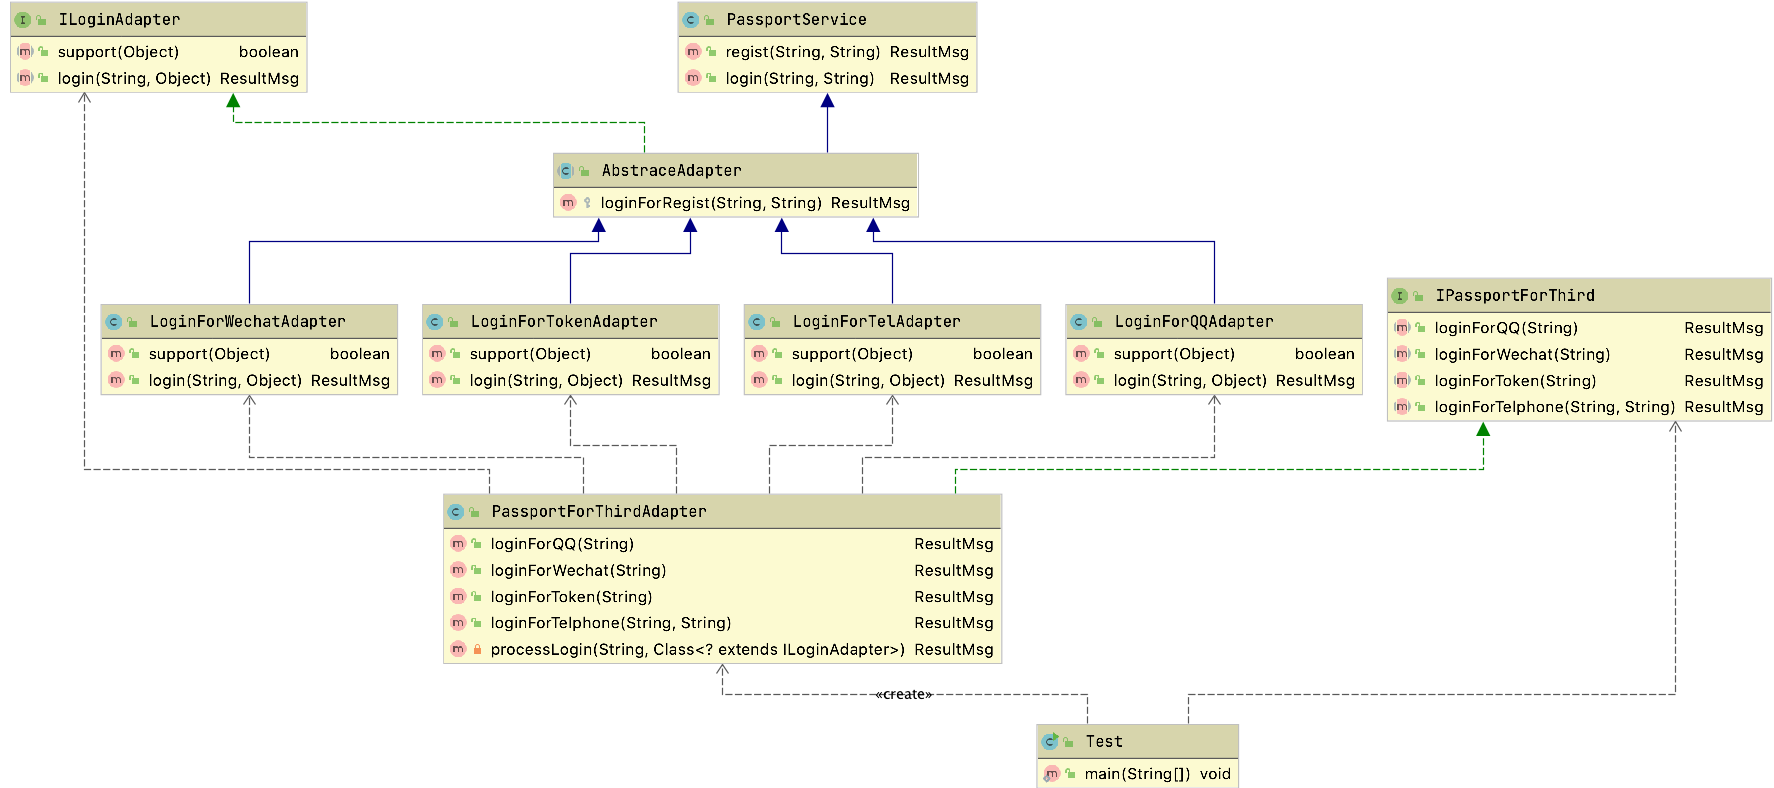 ILoginAdapter
support(Object) boolean
login(String, Object) ResultMsg
PassportService
regist(String, String) ResultMsg
login(String, String) ResultMsg
AbstraceAdapter
loginForRegist(String, String) ResultMsg
LoginForWechatAdapter
support(Object) boolean
login(String, Object) ResultMsg
LoginForTokenAdapter
support(Object) boolean
login(String, Object) ResultMsg
LoginForTelAdapter
support(Object) boolean
login(String, Object) ResultMsg
LoginForQQAdapter
support(Object) boolean
login(String, Object) ResultMsg
IPassportForThird
loginForQQ(String) ResultMsg
loginForWechat(String) ResultMsg
loginForToken(String) ResultMsg
loginForTelphone(String, String) ResultMsg
PassportForThirdAdapter
loginForQQ(String) ResultMsg
loginForWechat(String) ResultMsg
loginForToken(String) ResultMsg
loginForTelphone(String, String) ResultMsg
processLogin(String, Class<? extends ILoginAdapter>) ResultMsg
«create»
Test
main(String[]) void